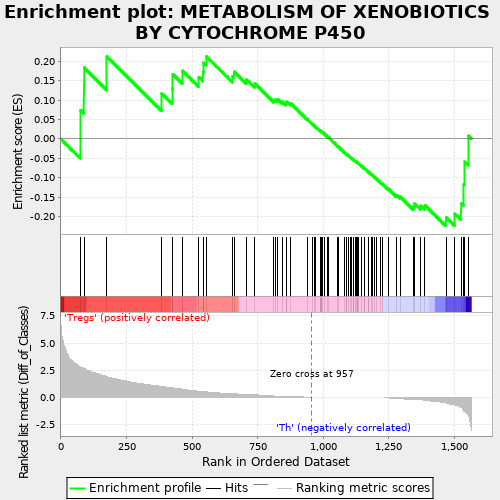 Enrichment plot: METABOLISM OF XENOBIOTICS
BY CYTOCHROME P450
Enrichment score (ES)
0.20
0.15
0.10
0.05
0.00
-0.05
-0.10
-0.15
-0.20
Ranked list metric (Diff_of_Classes)
7.5
5.0
2.5
0.0
-2.5
'Tregs' (positively correlated)
Zero cross at 957
'Th' (negatively correlated)
0
250
500
750
1,000
1,250
1,500
Rank in Ordered Dataset
Enrichment profile
Hits
Ranking metric scores